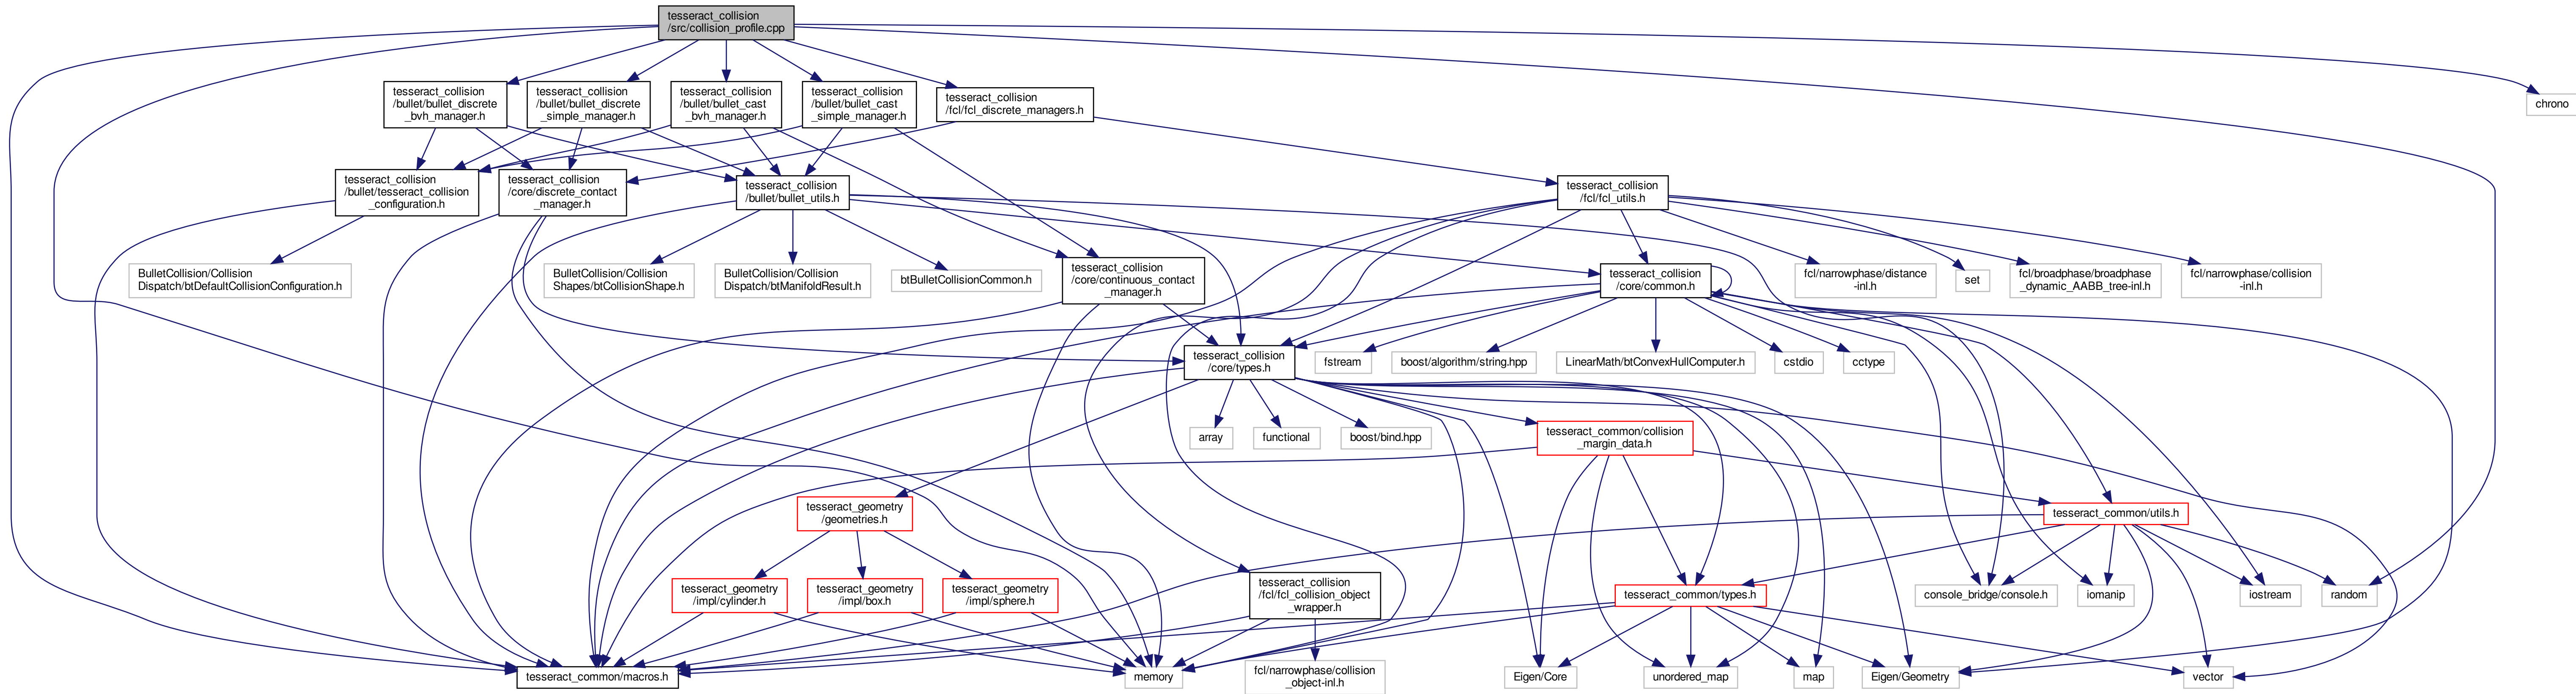 tesseract_collision
/src/collision_profile.cpp
tesseract_collision
/bullet/bullet_discrete
_bvh_manager.h
tesseract_collision
/bullet/bullet_discrete
_simple_manager.h
tesseract_collision
/bullet/bullet_cast
_bvh_manager.h
tesseract_collision
/bullet/bullet_cast
_simple_manager.h
tesseract_collision
/fcl/fcl_discrete_managers.h
chrono
tesseract_collision
/bullet/tesseract_collision
_configuration.h
tesseract_collision
/core/discrete_contact
_manager.h
tesseract_collision
/bullet/bullet_utils.h
tesseract_collision
/fcl/fcl_utils.h
BulletCollision/Collision
Dispatch/btDefaultCollisionConfiguration.h
BulletCollision/Collision
Shapes/btCollisionShape.h
BulletCollision/Collision
Dispatch/btManifoldResult.h
btBulletCollisionCommon.h
tesseract_collision
/core/continuous_contact
_manager.h
tesseract_collision
/core/common.h
fcl/narrowphase/distance
-inl.h
set
fcl/broadphase/broadphase
_dynamic_AABB_tree-inl.h
fcl/narrowphase/collision
-inl.h
tesseract_collision
/core/types.h
fstream
boost/algorithm/string.hpp
LinearMath/btConvexHullComputer.h
cstdio
cctype
array
functional
boost/bind.hpp
tesseract_common/collision
_margin_data.h
tesseract_geometry
/geometries.h
tesseract_common/utils.h
tesseract_geometry
/impl/cylinder.h
tesseract_geometry
/impl/box.h
tesseract_geometry
/impl/sphere.h
tesseract_collision
/fcl/fcl_collision_object
_wrapper.h
tesseract_common/types.h
console_bridge/console.h
iomanip
iostream
random
tesseract_common/macros.h
memory
fcl/narrowphase/collision
_object-inl.h
Eigen/Core
unordered_map
map
Eigen/Geometry
vector